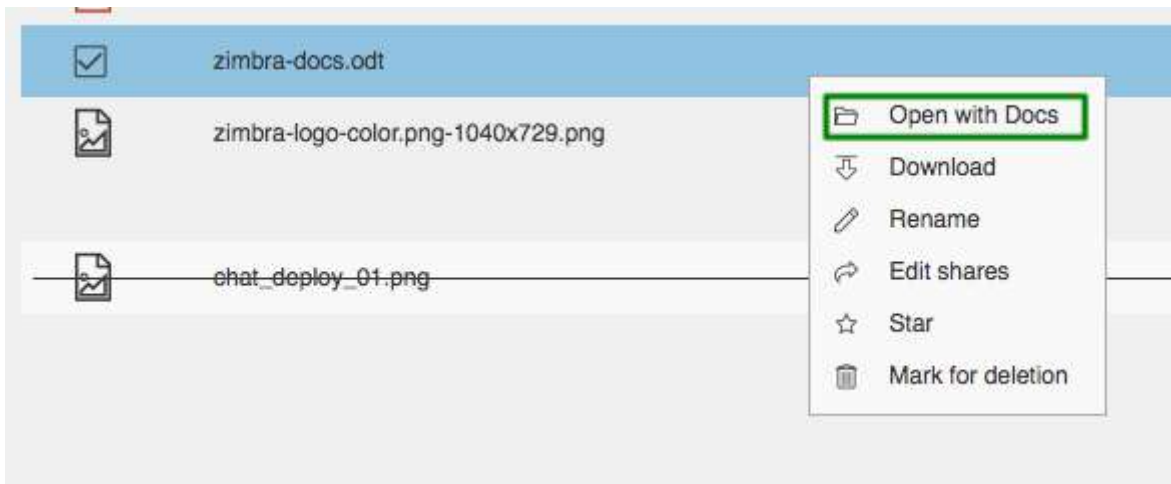 zimbra-docs.odt
zimbra-logo-color.png-1040x729.png
chat_deploy_01.png
Open with Docs
Download
Rename
Edit shares
Star
Mark for deletion